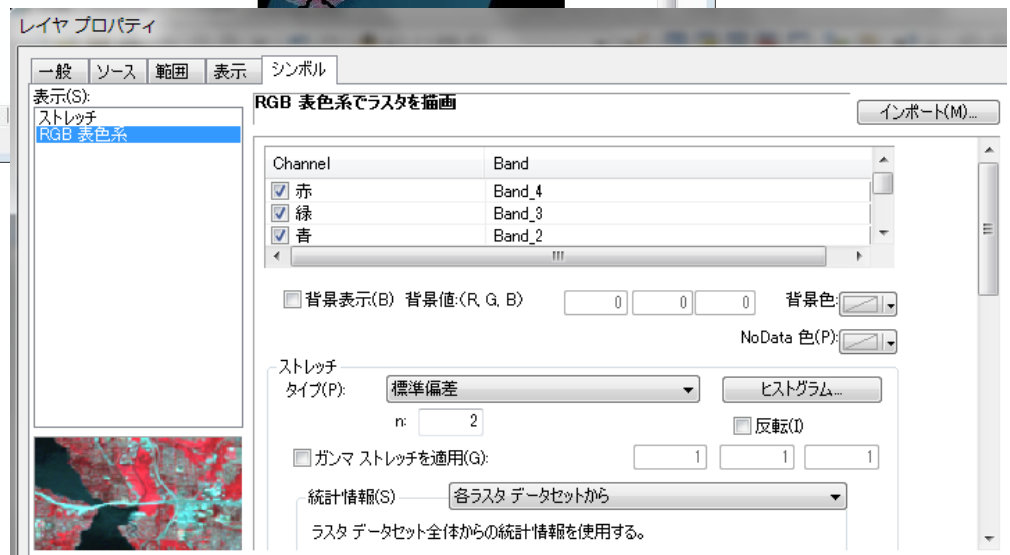 レイヤ プロパティ
一般 ソース 範囲 表示 シンボル
表示(S):
ストレッチ
RGB 表色系
RGB 表色系でラスタを描画
インポート(M)...
Channel Band
赤 Band_4
緑 Band_3
青 Band_2
背景表示(B) 背景値:(R, G, B) 0 0 0 背景色:
NoData 色(P):
ストレッチ
タイプ(P): 標準偏差 ヒストグラム...
n: 2 反転(I)
ガンマ ストレッチを適用(G): 1 1 1
統計情報(S) 各ラスタ データセットから
ラスタ データセット全体からの統計情報を使用する。